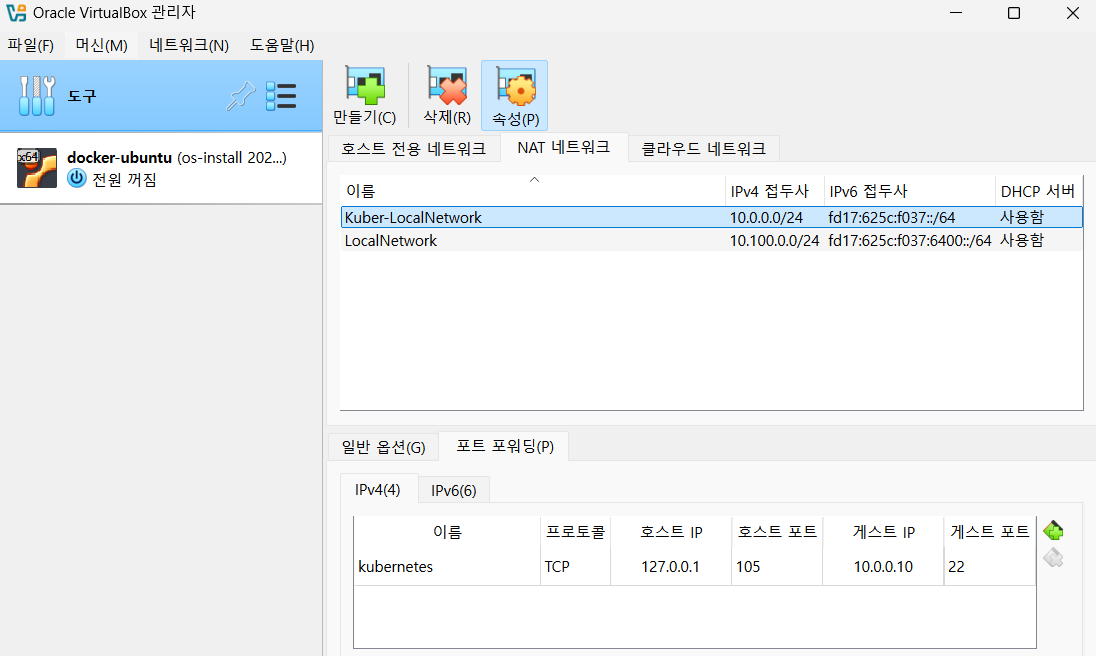 Oracle VirtualBox 관리자
파일(F) 머신(M) 네트워크(N) 도움말(H)
도구
x64
docker-ubuntu (os-install 202...)
전원 꺼짐
만들기(C) 삭제(R) 속성(P)
호스트 전용 네트워크 NAT 네트워크 클라우드 네트워크
이름 IPv4 접두사 IPv6 접두사 DHCP 서버
Kuber-LocalNetwork 10.0.0.0/24 fd17:625c:f037::/64 사용함
LocalNetwork 10.100.0.0/24 fd17:625c:f037:6400::/64 사용함
일반 옵션(G) 포트 포워딩(P)
IPv4(4) IPv6(6)
이름 프로토콜 호스트 IP 호스트 포트 게스트 IP 게스트 포트
kubernetes TCP 127.0.0.1 105 10.0.0.10 22